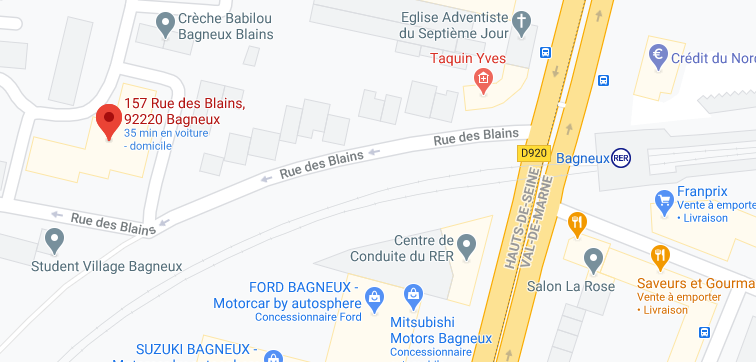 Crèche Babilou
Bagneux Blains
Eglise Adventiste
du Septième Jour
Taquin Yves
Crédit du Nord
157 Rue des Blains,
92220 Bagneux
35 min en voiture
- domicile
Rue des Blains
Rue des Blains
D920
Bagneux RER
Rue des Blains
HAUTS-DE-SEINE
VAL-DE-MARNE
Franprix
Vente à emporter
• Livraison
Student Village Bagneux
Centre de
Conduite du RER
Salon La Rose
Saveurs et Gourma
Vente à emporter
• Livraison
FORD BAGNEUX -
Motorcar by autosphere
Concessionnaire Ford
Mitsubishi
Motors Bagneux
Concessionnaire
SUZUKI BAGNEUX -